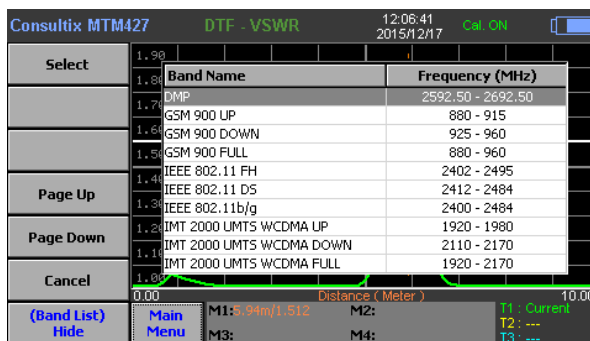 Consultix MTM427 DTF - VSWR 12:06:41 Cal. ON
2015/12/17
Select
Page Up
Page Down
Cancel
(Band List)
Hide
1.90
Band Name Frequency (MHz)
DMP 2592.50 - 2692.50
GSM 900 UP 880 - 915
GSM 900 DOWN 925 - 960
GSM 900 FULL 880 - 960
IEEE 802.11 FH 2402 - 2495
IEEE 802.11 DS 2412 - 2484
IEEE 802.11b/g 2400 - 2484
IMT 2000 UMTS WCDMA UP 1920 - 1980
IMT 2000 UMTS WCDMA DOWN 2110 - 2170
IMT 2000 UMTS WCDMA FULL 1920 - 2170
1.00
0.00 Distance ( Meter ) 10.00
Main
Menu
M1:5.94m/1.512 M2:
M3: M4:
T1 : Current
T2 : ---
T3 : ---